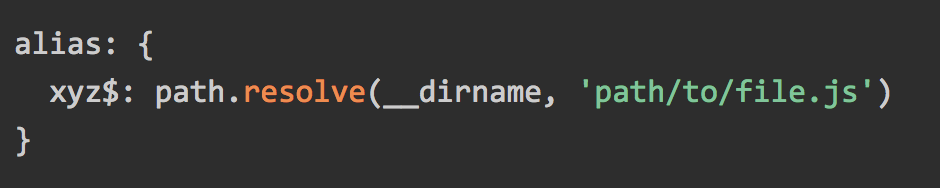 alias: {
  xyz$: path.resolve(__dirname, 'path/to/file.js')
}